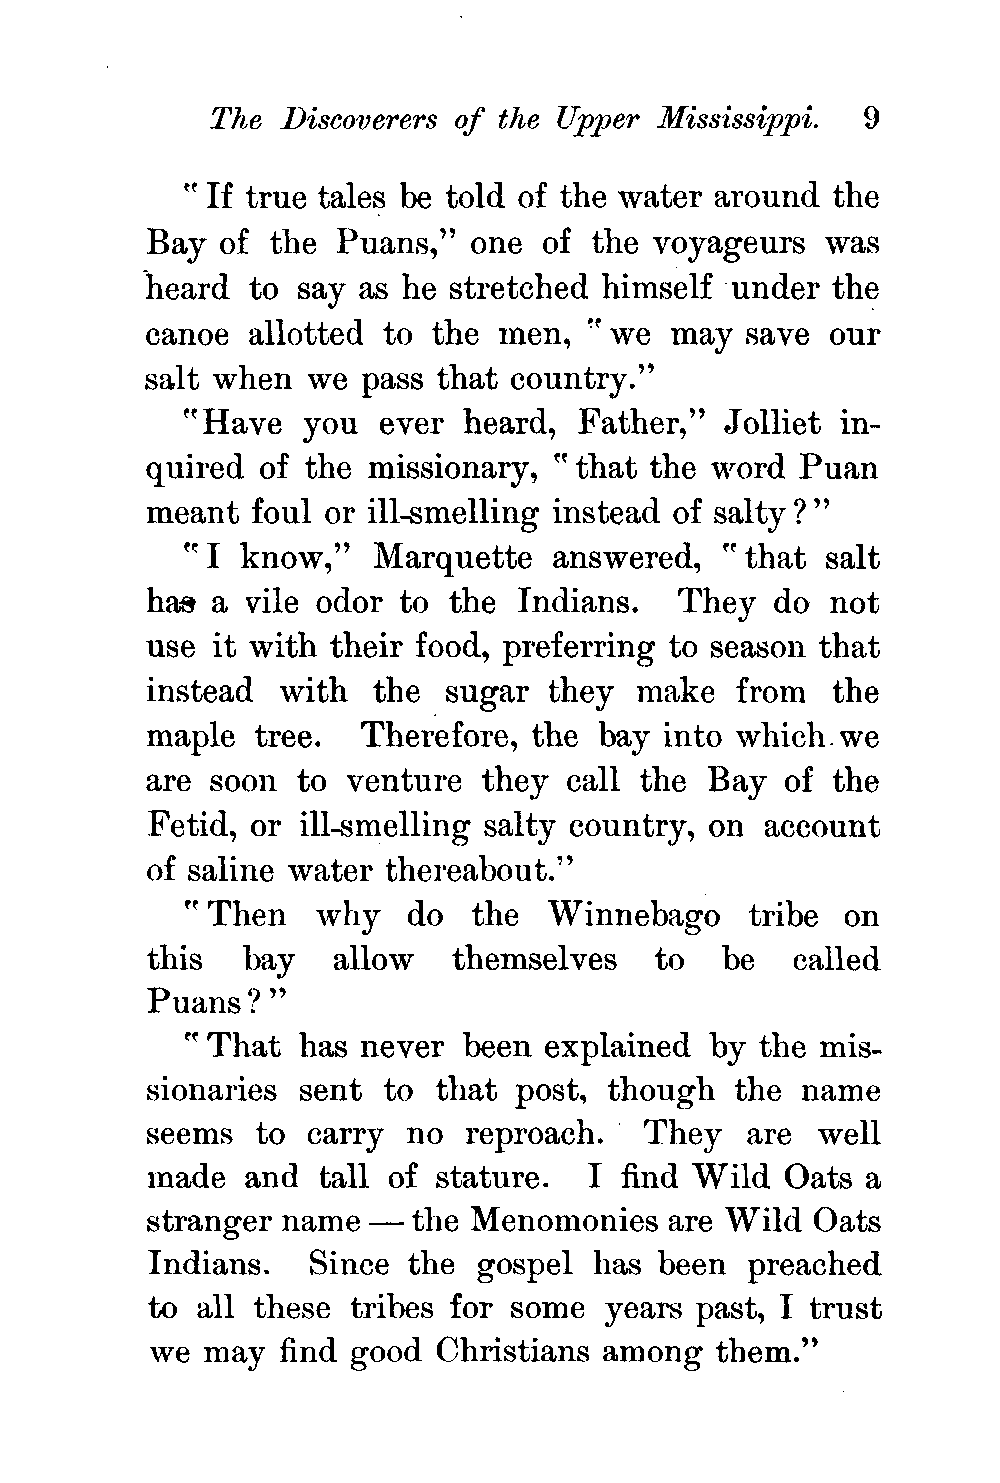 The Discoverers of the Upper Mississippi. 9
" If true tales be told of the water around the
Bay of the Puans," one of the voyageurs was
heard to say as he stretched himself under the
canoe allotted to the men, " we may save our
salt when we pass that country."
"Have you ever heard, Father," Jolliet in-
quired of the missionary, " that the word Puan
meant foul or ill-smelling instead of salty?"
" I know," Marquette answered, " that salt
has a vile odor to the Indians. They do not
use it with their food, preferring to season that
instead with the sugar they make from the
maple tree. Therefore, the bay into which we
are soon to venture they call the Bay of the
Fetid, or ill-smelling salty country, on account
of saline water thereabout."
" Then why do the Winnebago tribe on
this bay allow themselves to be called
Puans?"
" That has never been explained by the mis-
sionaries sent to that post, though the name
seems to carry no reproach. They are well
made and tall of stature. I find Wild Oats a
stranger name — the Menomonies are Wild Oats
Indians. Since the gospel has been preached
to all these tribes for some years past, I trust
we may find good Christians among them."